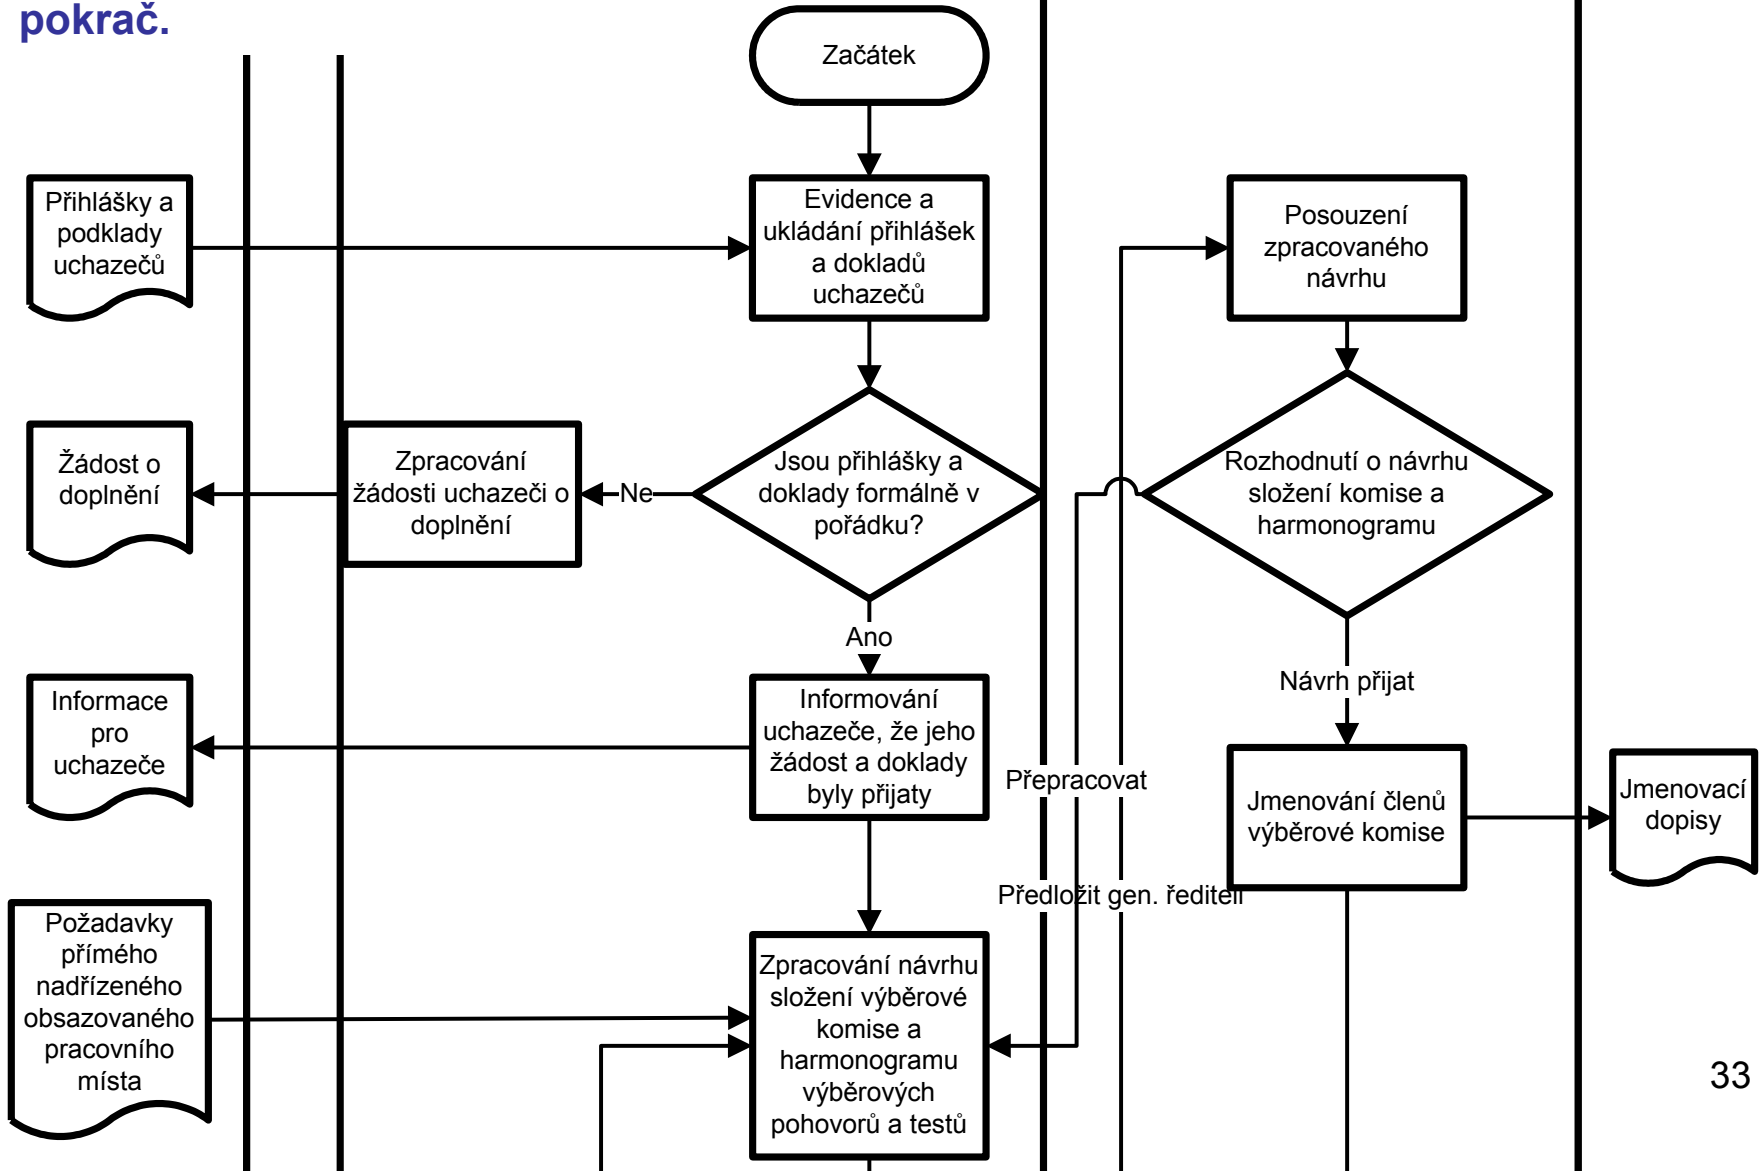 pokrač.
Začátek
Přihlášky a
podklady
uchazečů
Evidence a
ukládání přihlášek
a dokladů
uchazečů
Posouzení
zpracovaného
návrhu
Žádost o
doplnění
Zpracování
žádosti uchazeči o
doplnění
Ne
Jsou přihlášky a
doklady formálně v
pořádku?
Rozhodnutí o návrhu
složení komise a
harmonogramu
Ano
Návrh přijat
Informace
pro
uchazeče
Informování
uchazeče, že jeho
žádost a doklady
byly přijaty
Přepracovat
Jmenování členů
výběrové komise
Jmenovací
dopisy
Předložit gen. řediteli
Požadavky
přímého
nadřízeného
obsazovaného
pracovního
místa
Zpracování návrhu
složení výběrové
komise a
harmonogramu
výběrových
pohovorů a testů
33